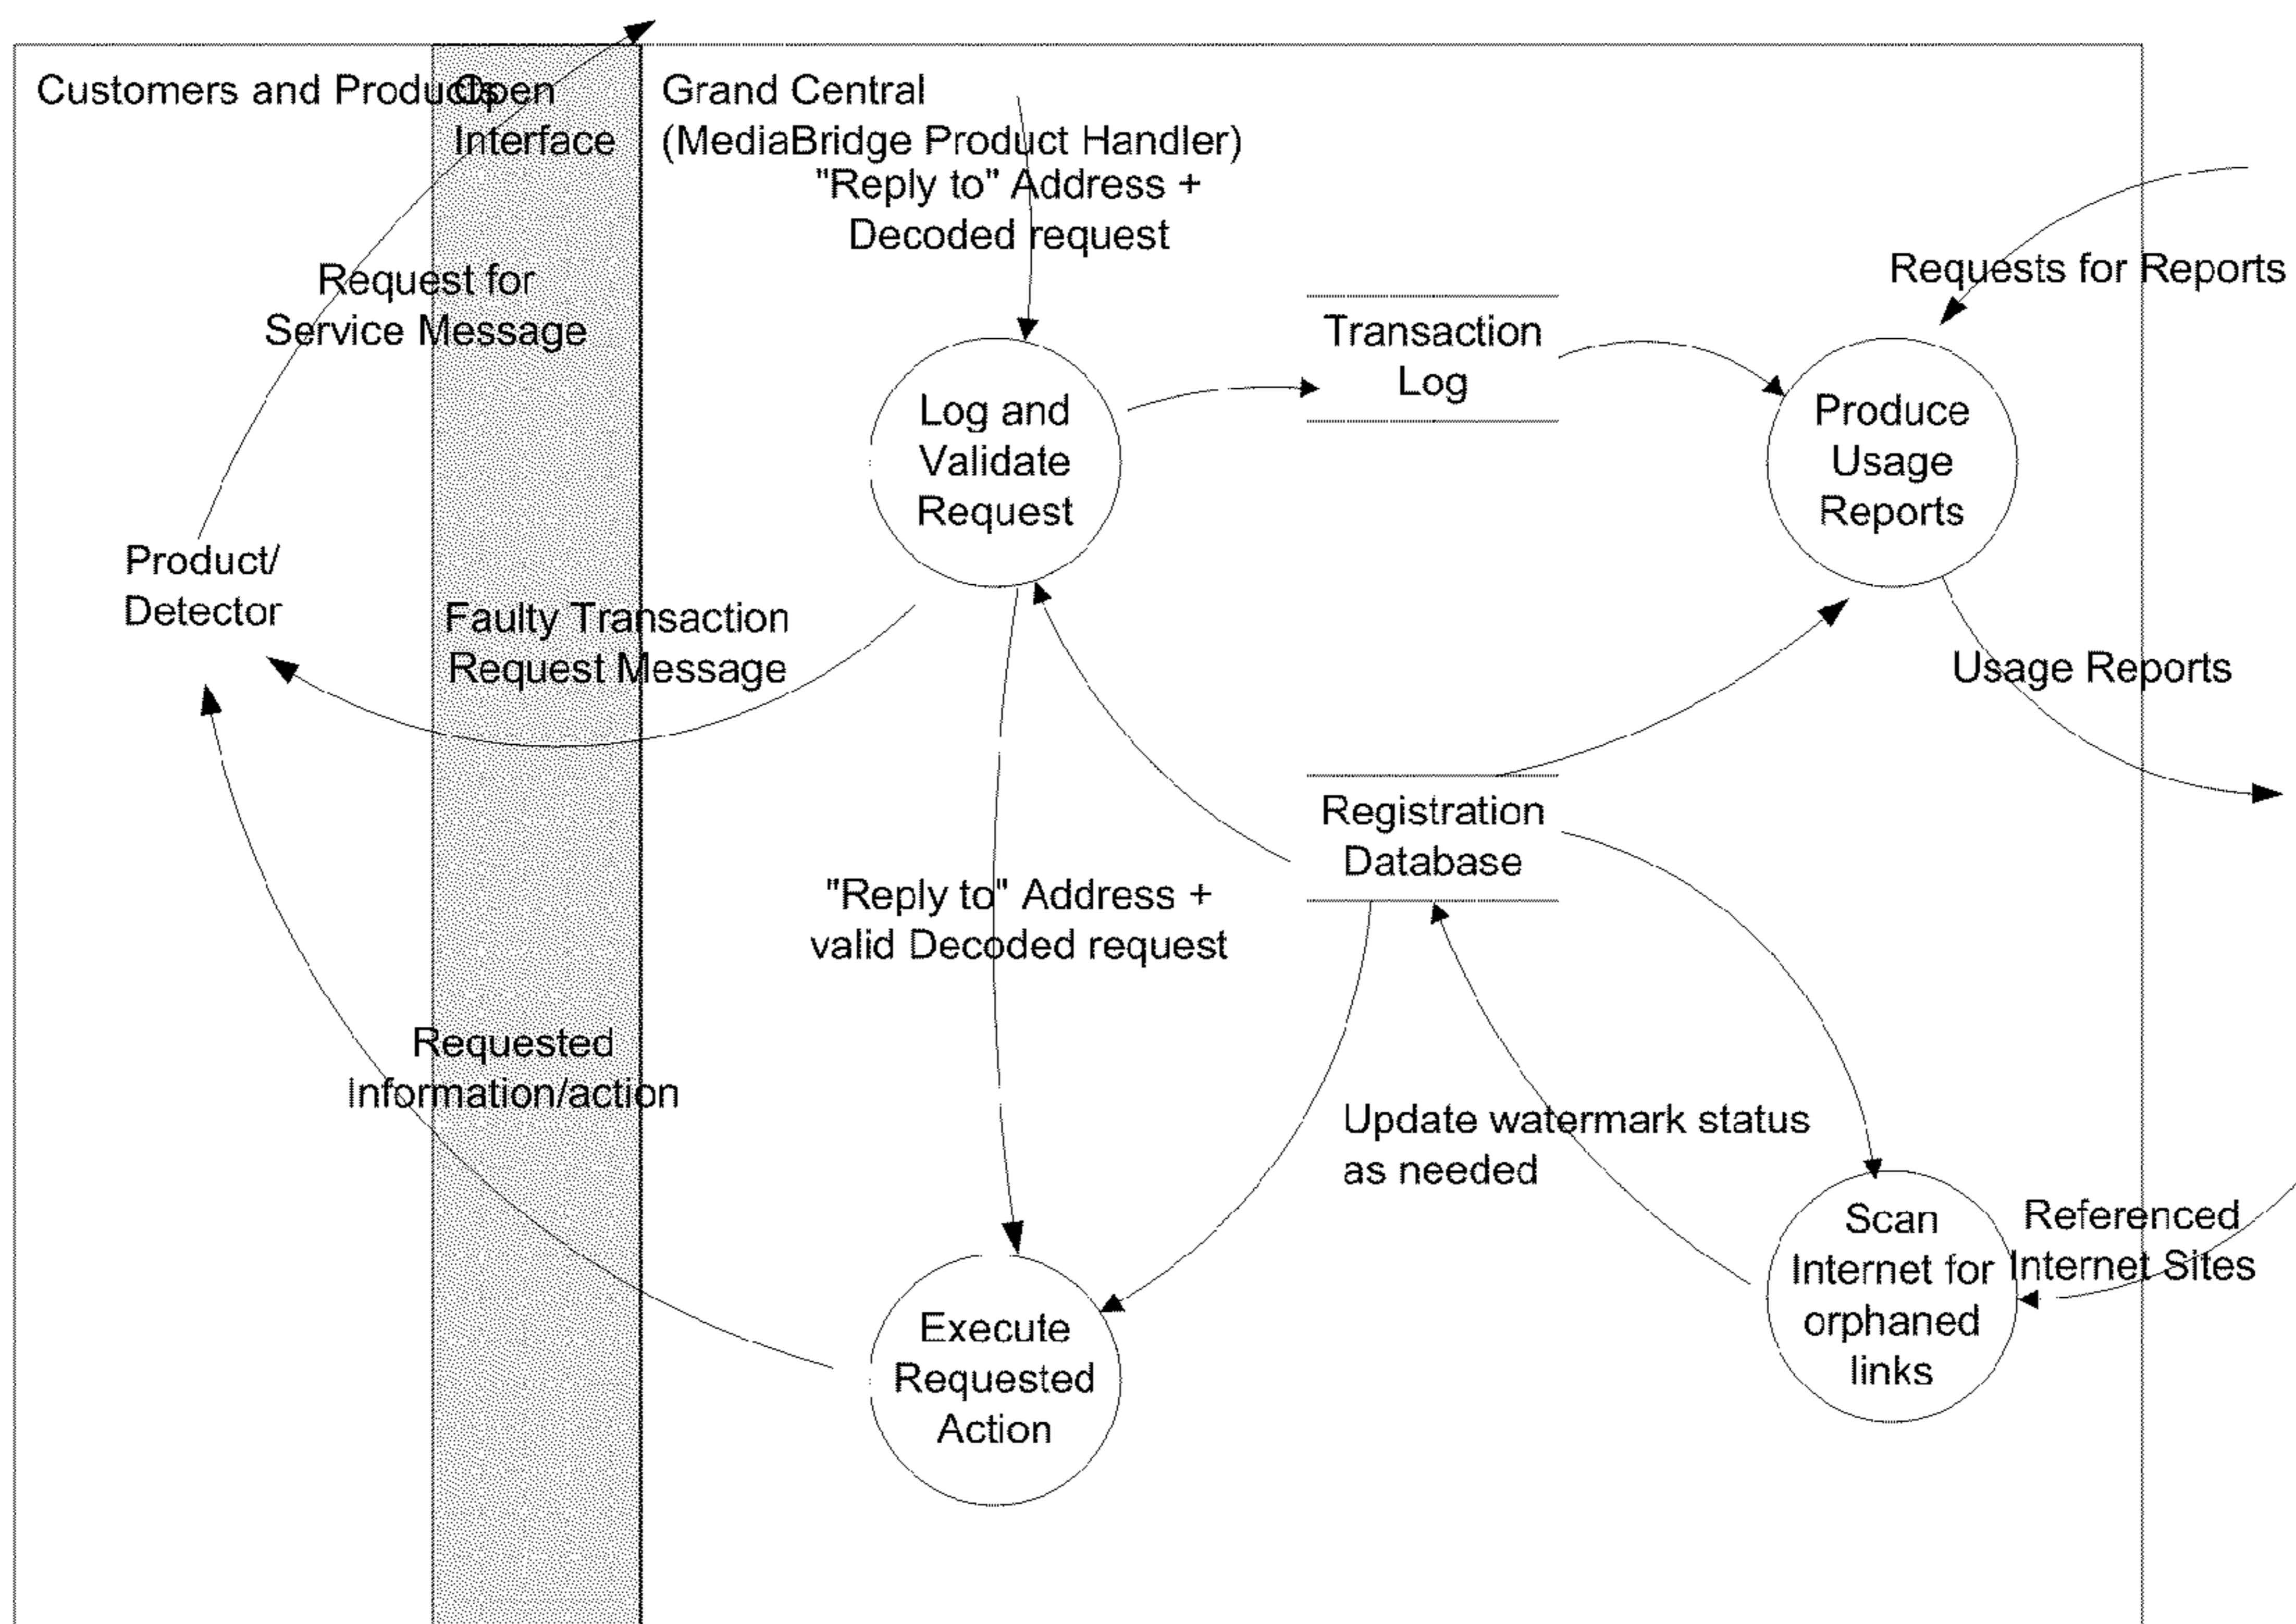 Customers and Products
Open
Interface
Grand Central
(MediaBridge Product Handler)
"Reply to" Address +
Decoded request
Requests for Reports
Request for
Service Message
Transaction
Log
Log and
Validate
Request
Produce
Usage
Reports
Product/
Detector
Faulty Transaction
Request Message
Usage Reports
Registration
Database
"Reply to" Address +
valid Decoded request
Requested
Information/action
Update watermark status
as needed
Scan
Internet for
orphaned
links
Referenced
Internet Sites
Execute
Requested
Action